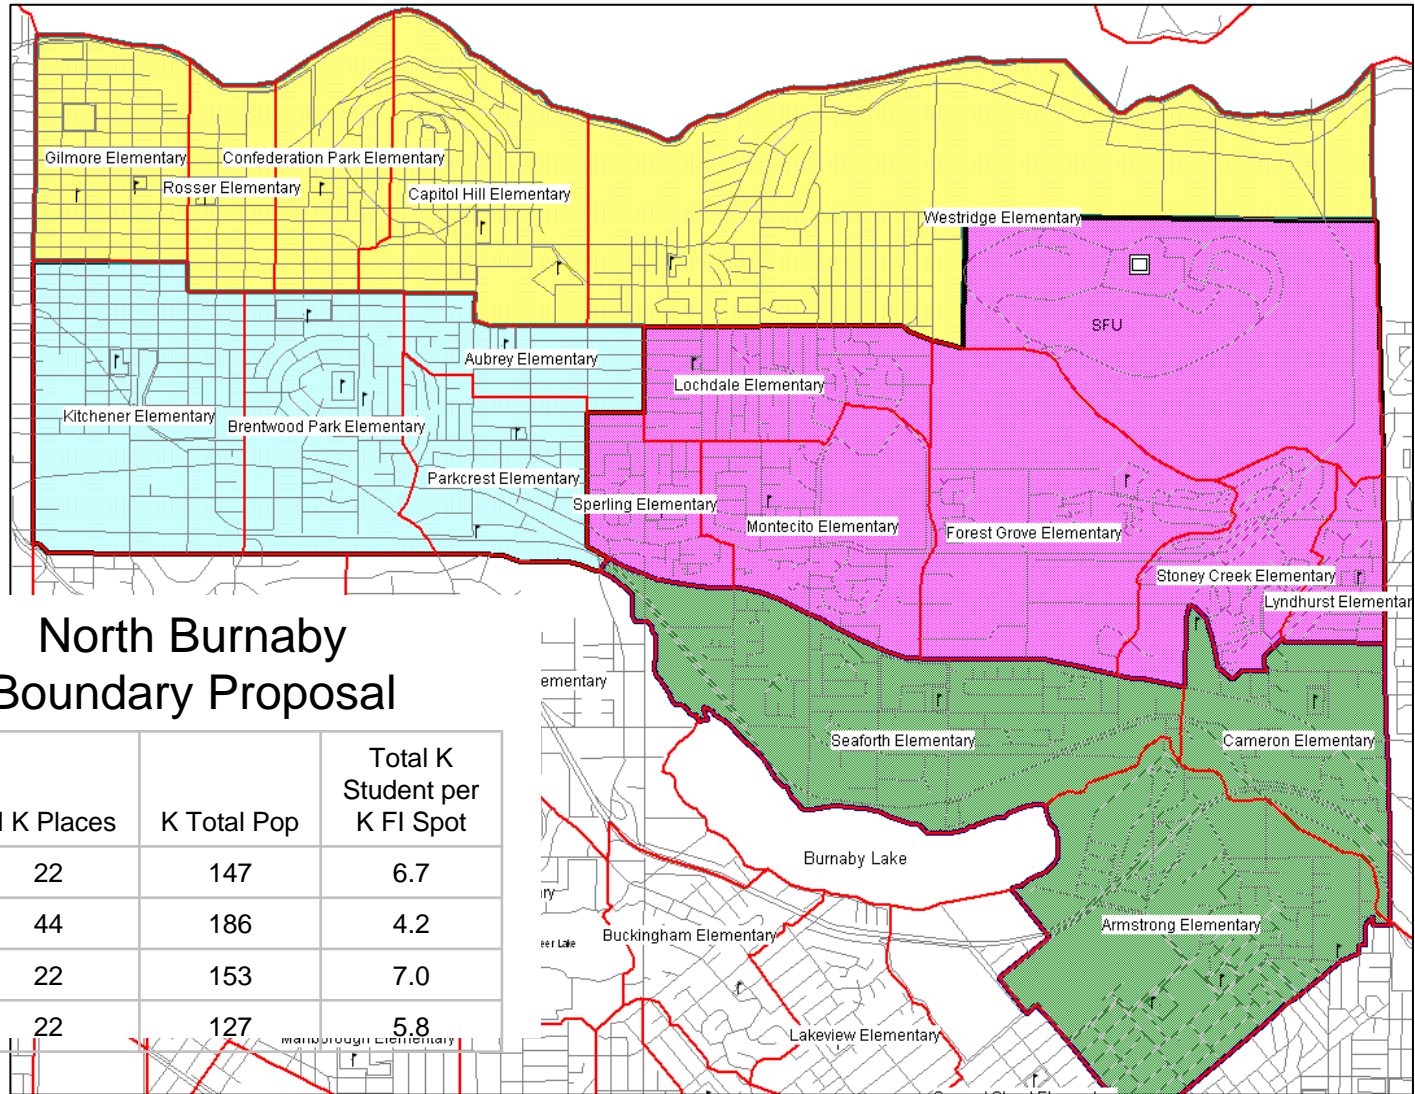 Gilmore Elementary
Confederation Park Elementary
Rosser Elementary
Capitol Hill Elementary
Westridge Elementary
SFU
Aubrey Elementary
Lochdale Elementary
Kitchener Elementary
Brentwood Park Elementary
Parkcrest Elementary
Sperling Elementary
Montecito Elementary
Forest Grove Elementary
Stoney Creek Elementary
Lyndhurst Elementar
North Burnaby
Boundary Proposal
ementary
Seaforth Elementary
Cameron Elementary
Total K
Student per
K Places K Total Pop K FI Spot
22 147 6.7
44 186 4.2
22 153 7.0
22 127 5.8
Burnaby Lake
ry
eer Lake
Buckingham Elementary
Armstrong Elementary
Lakeview Elementary